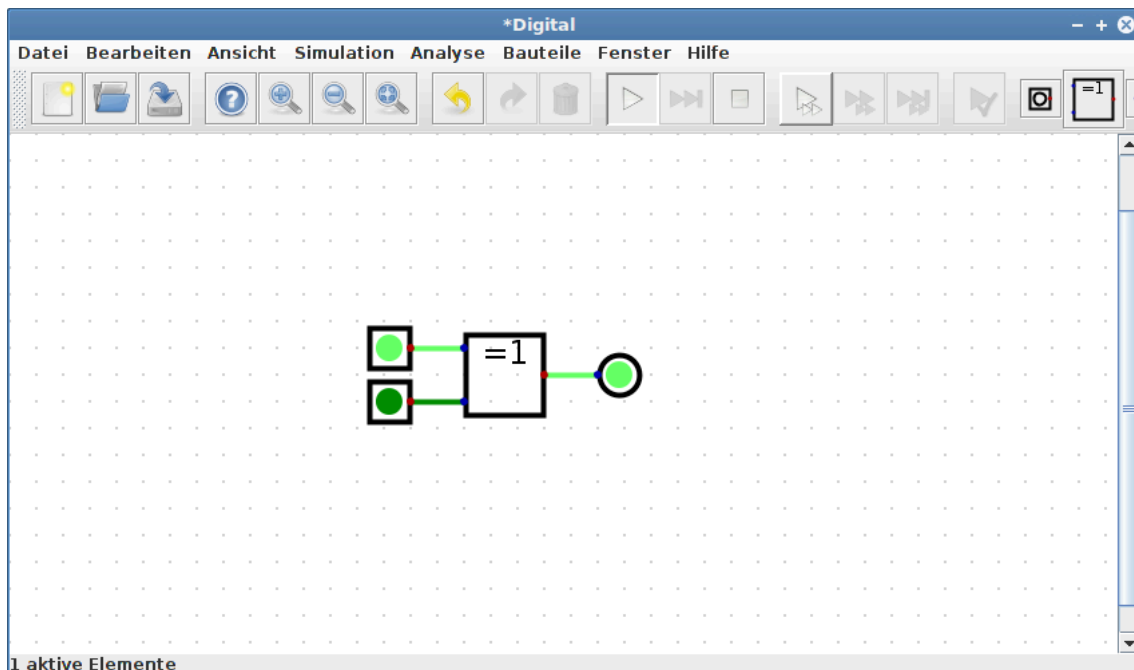 *Digital
Datei Bearbeiten Ansicht Simulation Analyse Bauteile Fenster Hilfe
?
=1
=1
1 aktive Elemente